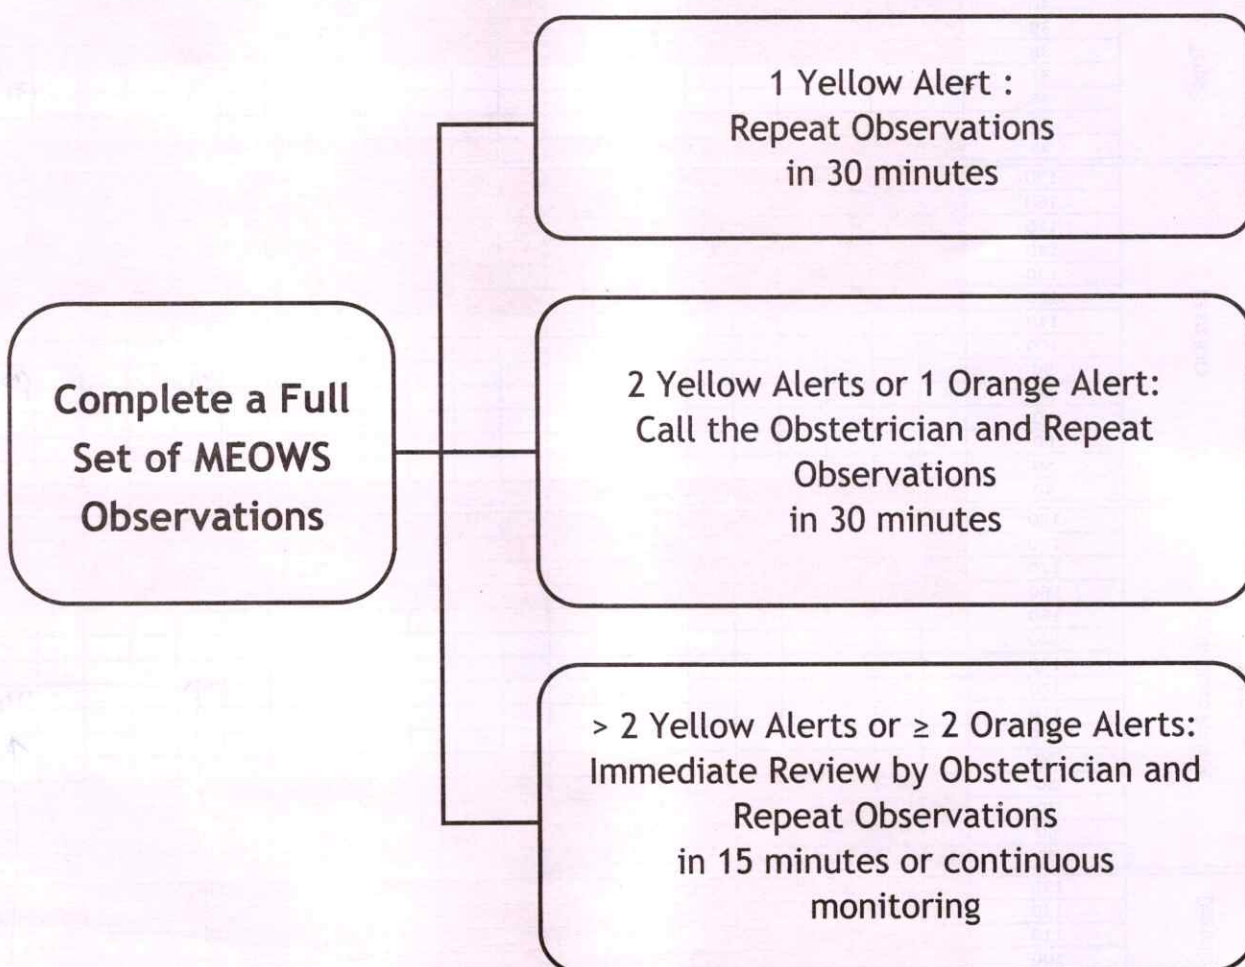 Complete a Full
Set of MEOWS
Observations
1 Yellow Alert :
Repeat Observations
in 30 minutes
2 Yellow Alerts or 1 Orange Alert:
Call the Obstetrician and Repeat
Observations
in 30 minutes
> 2 Yellow Alerts or ≥ 2 Orange Alerts:
Immediate Review by Obstetrician and
Repeat Observations
in 15 minutes or continuous
monitoring